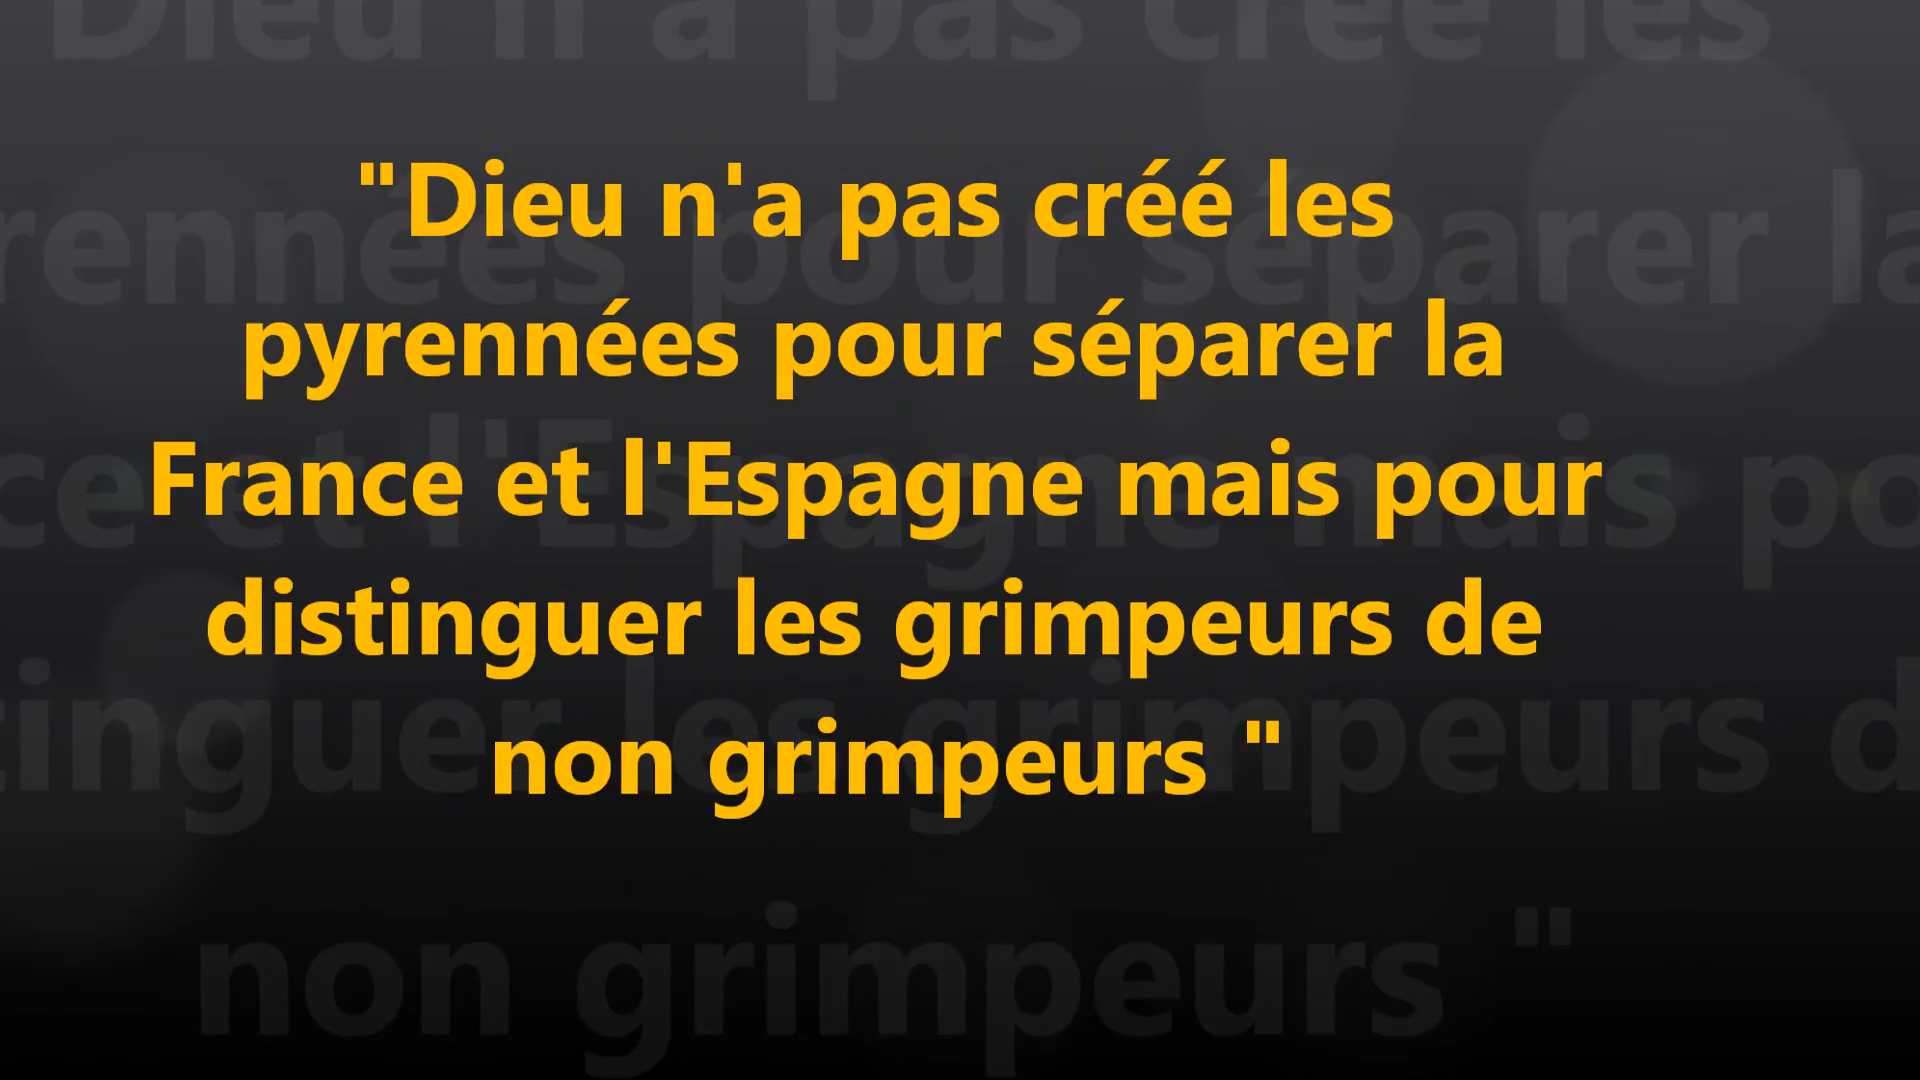 "Dieu n'a pas créé les
pyrennées pour séparer la
France et l'Espagne mais pour
distinguer les grimpeurs de
non grimpeurs "